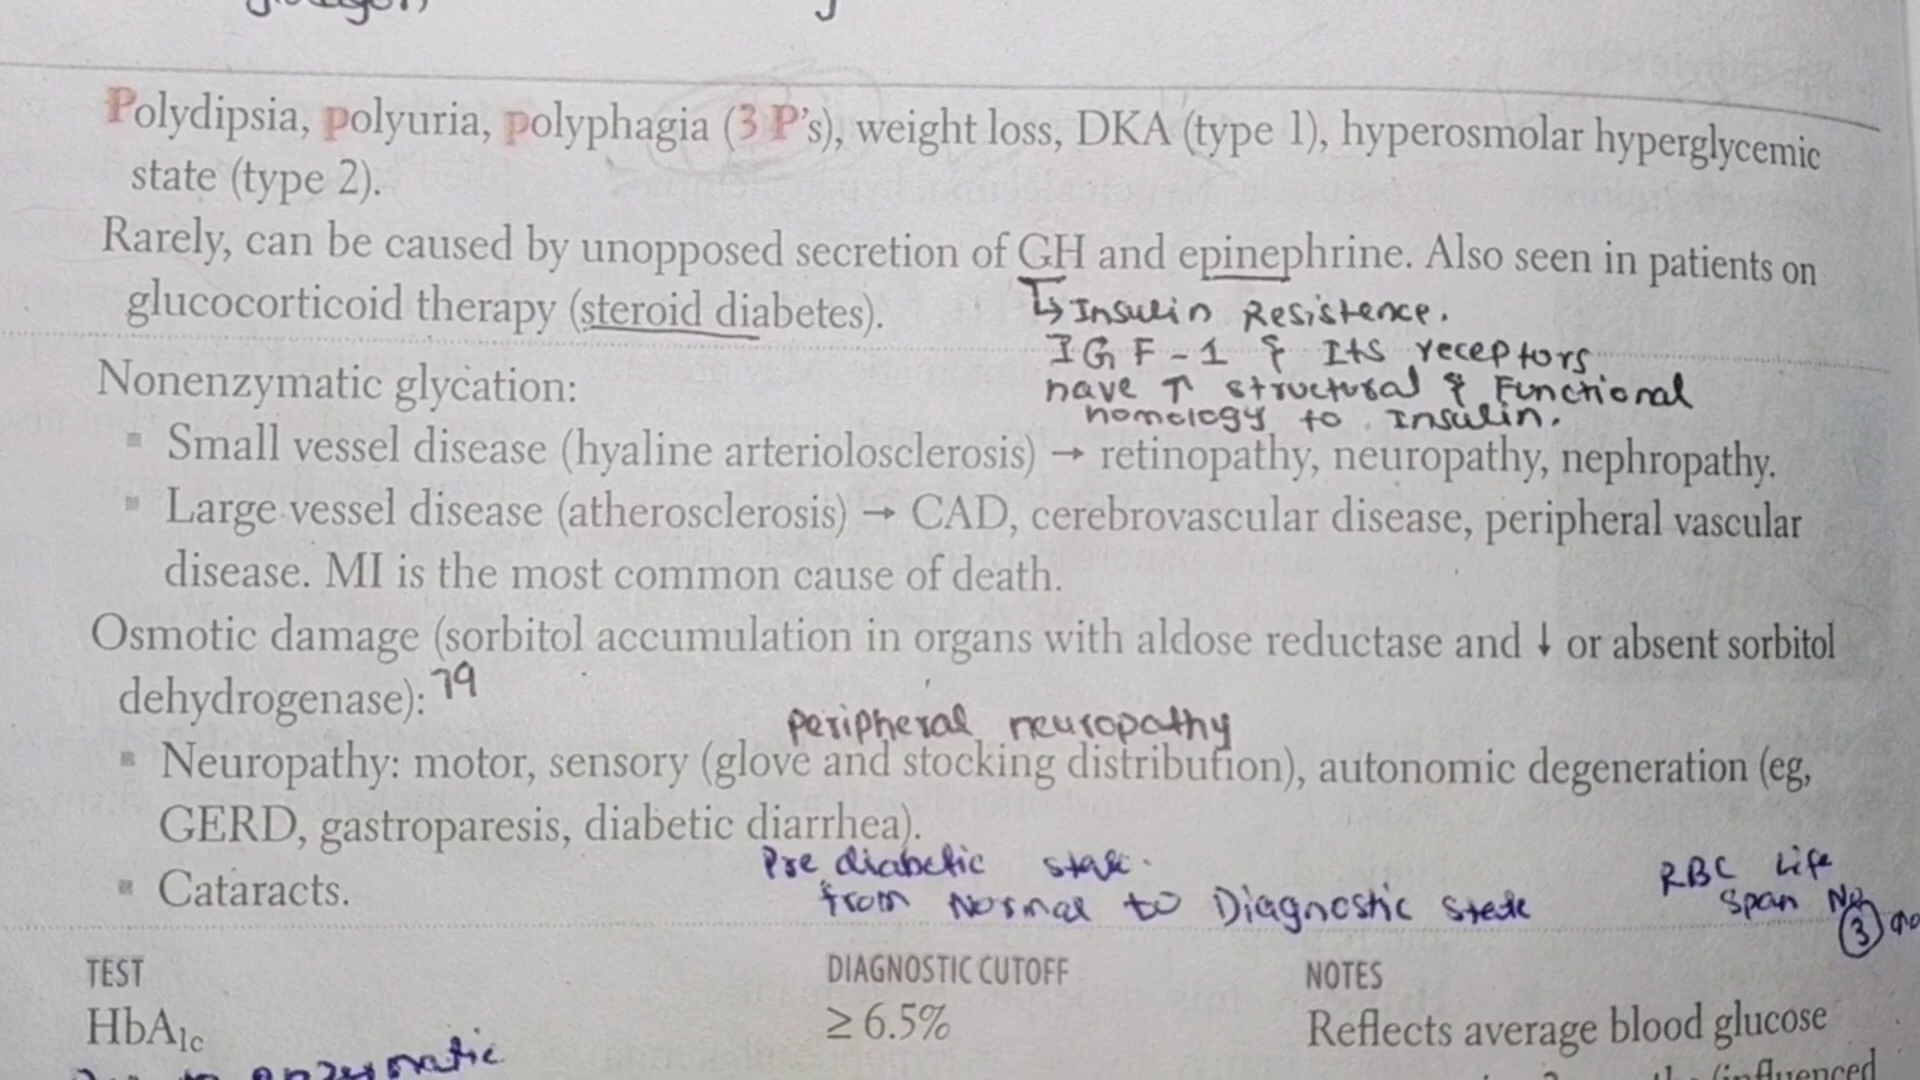 Polydipsia, polyuria, polyphagia (3 P's), weight loss, DKA (type 1), hyperosmolar hyperglycemic
state (type 2).
Rarely, can be caused by unopposed secretion of GH and epinephrine. Also seen in patients on
glucocorticoid therapy (steroid diabetes).
↳ Insulin Resistence.
IGF-1 & Its receptors
have ↑ structural & Functional
homology to Insulin.
Nonenzymatic glycation:
▪ Small vessel disease (hyaline arteriolosclerosis) → retinopathy, neuropathy, nephropathy.
▪ Large vessel disease (atherosclerosis) → CAD, cerebrovascular disease, peripheral vascular
disease. MI is the most common cause of death.
Osmotic damage (sorbitol accumulation in organs with aldose reductase and ↓ or absent sorbitol
dehydrogenase): 79
peripheral neuropathy
▪ Neuropathy: motor, sensory (glove and stocking distribution), autonomic degeneration (eg,
GERD, gastroparesis, diabetic diarrhea).
▪ Cataracts.
Pre diabetic state.
from Normal to Diagnostic state
RBC Life
Span
3
TEST DIAGNOSTIC CUTOFF NOTES
HbA1c ≥ 6.5% Reflects average blood glucose
enzymatic
(influenced